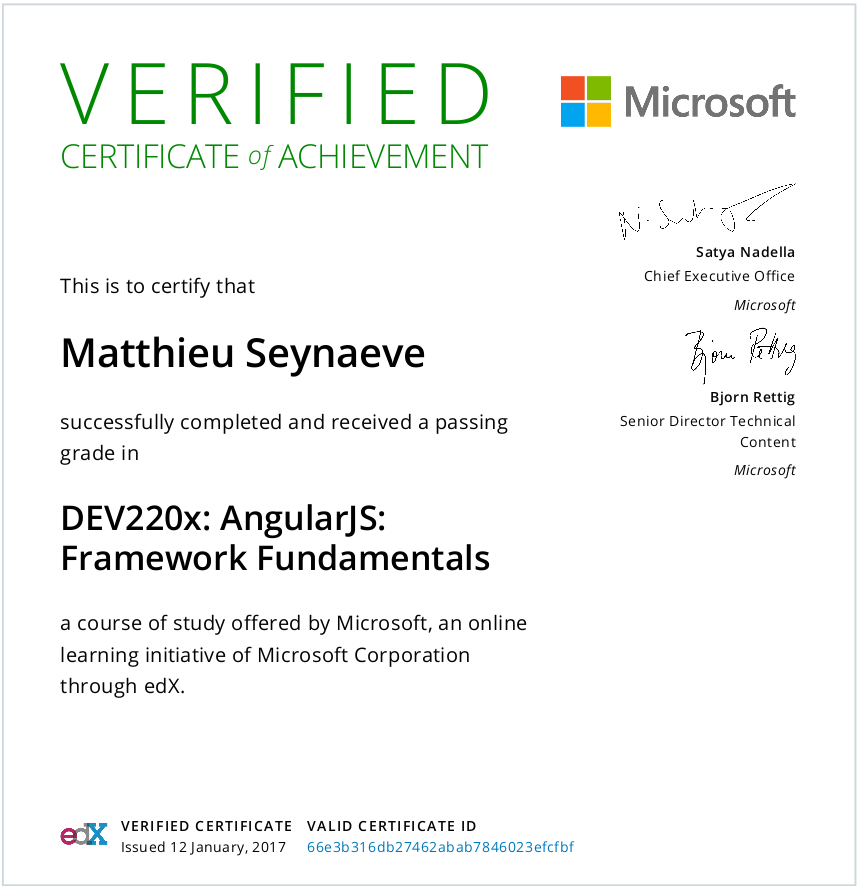 VERIFIED
CERTIFICATE of ACHIEVEMENT
Microsoft
Satya Nadella
Chief Executive Office
Microsoft
Bjorn Rettig
Senior Director Technical
Content
Microsoft
This is to certify that
Matthieu Seynaeve
successfully completed and received a passing
grade in
DEV220x: AngularJS:
Framework Fundamentals
a course of study offered by Microsoft, an online
learning initiative of Microsoft Corporation
through edX.
edX
VERIFIED CERTIFICATE
Issued 12 January, 2017
VALID CERTIFICATE ID
66e3b316db27462abab7846023efcfbf